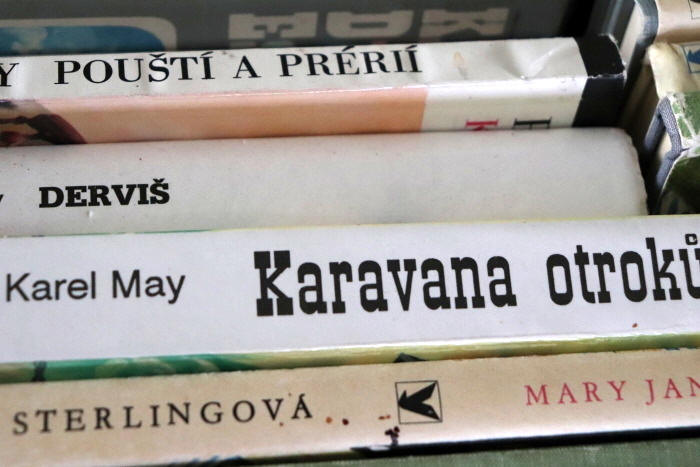 Y POUŠTÍ A PRÉRIÍ
DERVIŠ
Karel May Karavana otroků
STERLINGOVÁ MARY JAN